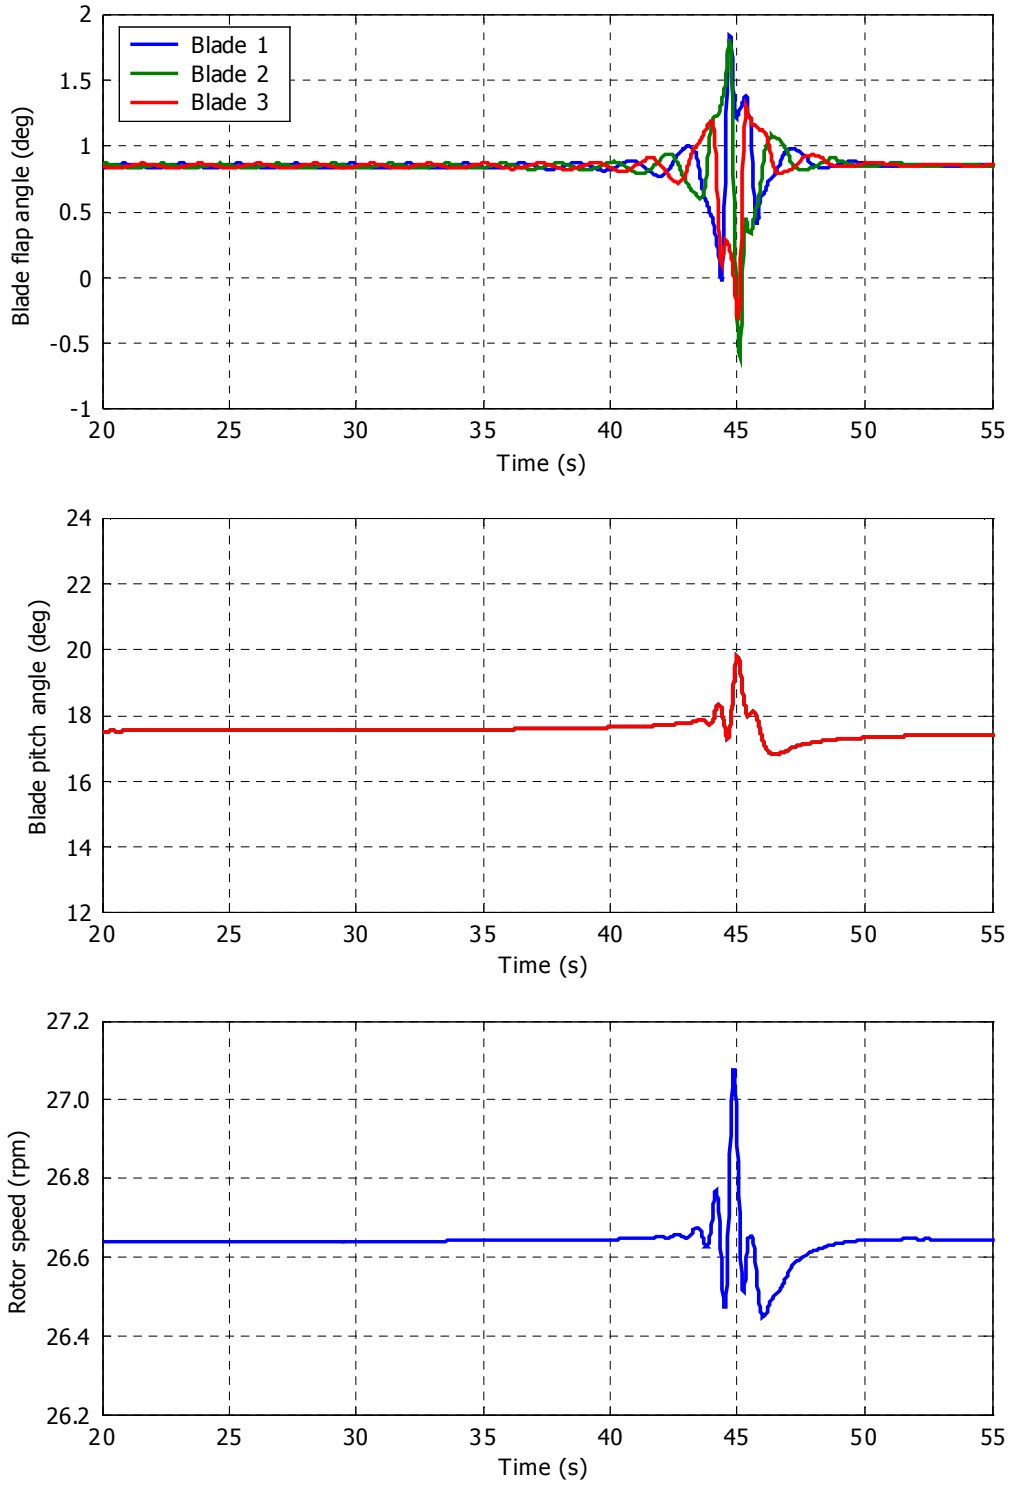 Blade flap angle (deg)
2
1.5
1
0.5
0
-0.5
-1
Blade 1
Blade 2
Blade 3
20 25 30 35 40 45 50 55
Time (s)
Blade pitch angle (deg)
24
22
20
18
16
14
12
20 25 30 35 40 45 50 55
Time (s)
Rotor speed (rpm)
27.2
27.0
26.8
26.6
26.4
26.2
20 25 30 35 40 45 50 55
Time (s)